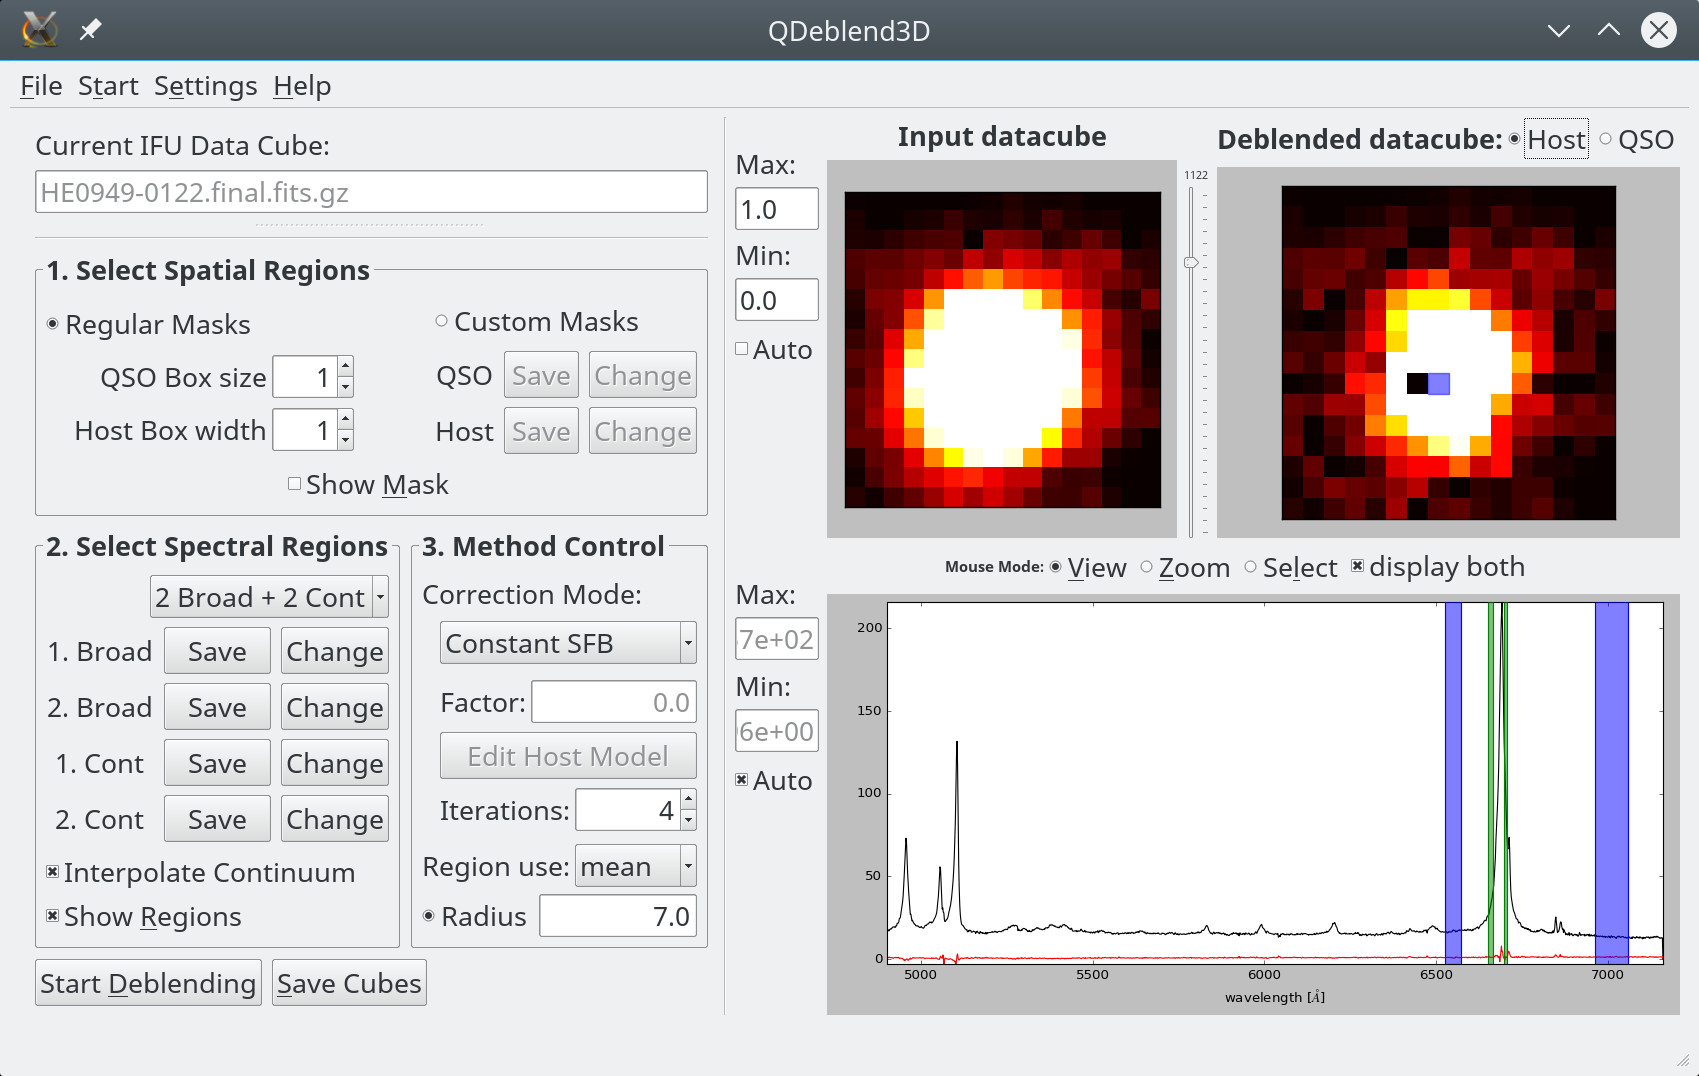 QDeblend3D
File Start Settings Help
Current IFU Data Cube:
HE0949-0122.final.fits.gz
1. Select Spatial Regions
Regular Masks
Custom Masks
QSO Box size 1
QSO Save Change
Host Box width 1
Host Save Change
Show Mask
2. Select Spectral Regions
2 Broad + 2 Cont
1. Broad Save Change
2. Broad Save Change
1. Cont Save Change
2. Cont Save Change
Interpolate Continuum
Show Regions
3. Method Control
Correction Mode:
Constant SFB
Factor: 0.0
Edit Host Model
Iterations: 4
Region use: mean
Radius 7.0
Start Deblending Save Cubes
Input datacube
Max:
1.0
Min:
0.0
Auto
1122
Deblended datacube: Host QSO
Mouse Mode: View Zoom Select display both
Max:
7e+02
Min:
6e+00
Auto
200
150
100
50
0
5000 5500 6000 6500 7000
wavelength [Å]